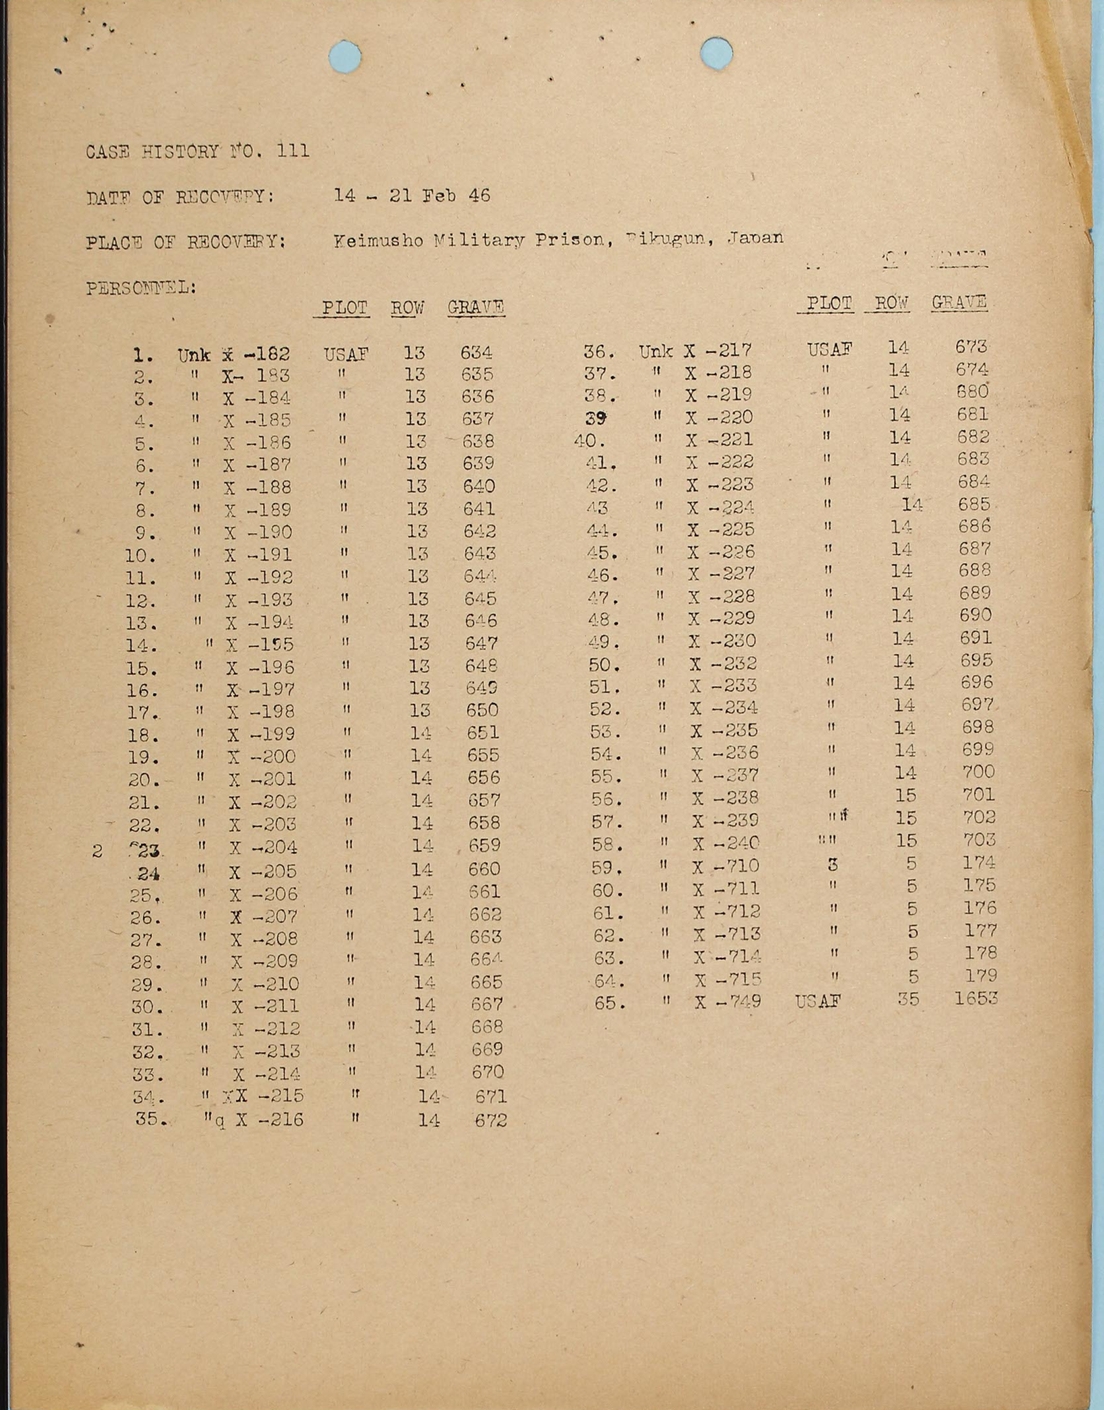 CASE HISTORY NO. 111
DATE OF RECOVERY: 14 - 21 Feb 46
PLACE OF RECOVERY: Keimusho Military Prison, Rikugun, Japan
PERSONNEL:
PLOT ROW GRAVE
1. Unk x -182 USAF 13 634
2. " X- 183 " 13 635
3. " X -184 " 13 636
4. " X -185 " 13 637
5. " X -186 " 13 638
6. " X -187 " 13 639
7. " X -188 " 13 640
8. " X -189 " 13 641
9. " X -190 " 13 642
10. " X -191 " 13 643
11. " X -192 " 13 644
12. " X -193 " 13 645
13. " X -194 " 13 646
14. " X -195 " 13 647
15. " X -196 " 13 648
16. " X -197 " 13 649
17. " X -198 " 13 650
18. " X -199 " 14 651
19. " X -200 " 14 655
20. " X -201 " 14 656
21. " X -202 " 14 657
22. " X -203 " 14 658
2 23 " X -204 " 14 659
24 " X -205 " 14 660
25. " X -206 " 14 661
26. " X -207 " 14 662
27. " X -208 " 14 663
28. " X -209 " 14 664
29. " X -210 " 14 665
30. " X -211 " 14 667
31. " X -212 " 14 668
32. " X -213 " 14 669
33. " X -214 " 14 670
34. " XX -215 " 14 671
35. "q X -216 " 14 672
PLOT ROW GRAVE
36. Unk X -217 USAF 14 673
37. " X -218 " 14 674
38. " X -219 " 14 680
39 " X -220 " 14 681
40. " X -221 " 14 682
41. " X -222 " 14 683
42. " X -223 " 14 684
43 " X -224 " 14 685
44. " X -225 " 14 686
45. " X -226 " 14 687
46. " X -227 " 14 688
47. " X -228 " 14 689
48. " X -229 " 14 690
49. " X -230 " 14 691
50. " X -232 " 14 695
51. " X -233 " 14 696
52. " X -234 " 14 697
53. " X -235 " 14 698
54. " X -236 " 14 699
55. " X -237 " 14 700
56. " X -238 " 15 701
57. " X -239 "" 15 702
58. " X -240 "" 15 703
59. " X -710 3 5 174
60. " X -711 " 5 175
61. " X -712 " 5 176
62. " X -713 " 5 177
63. " X -714 " 5 178
64. " X -715 " 5 179
65. " X -749 USAF 35 1653